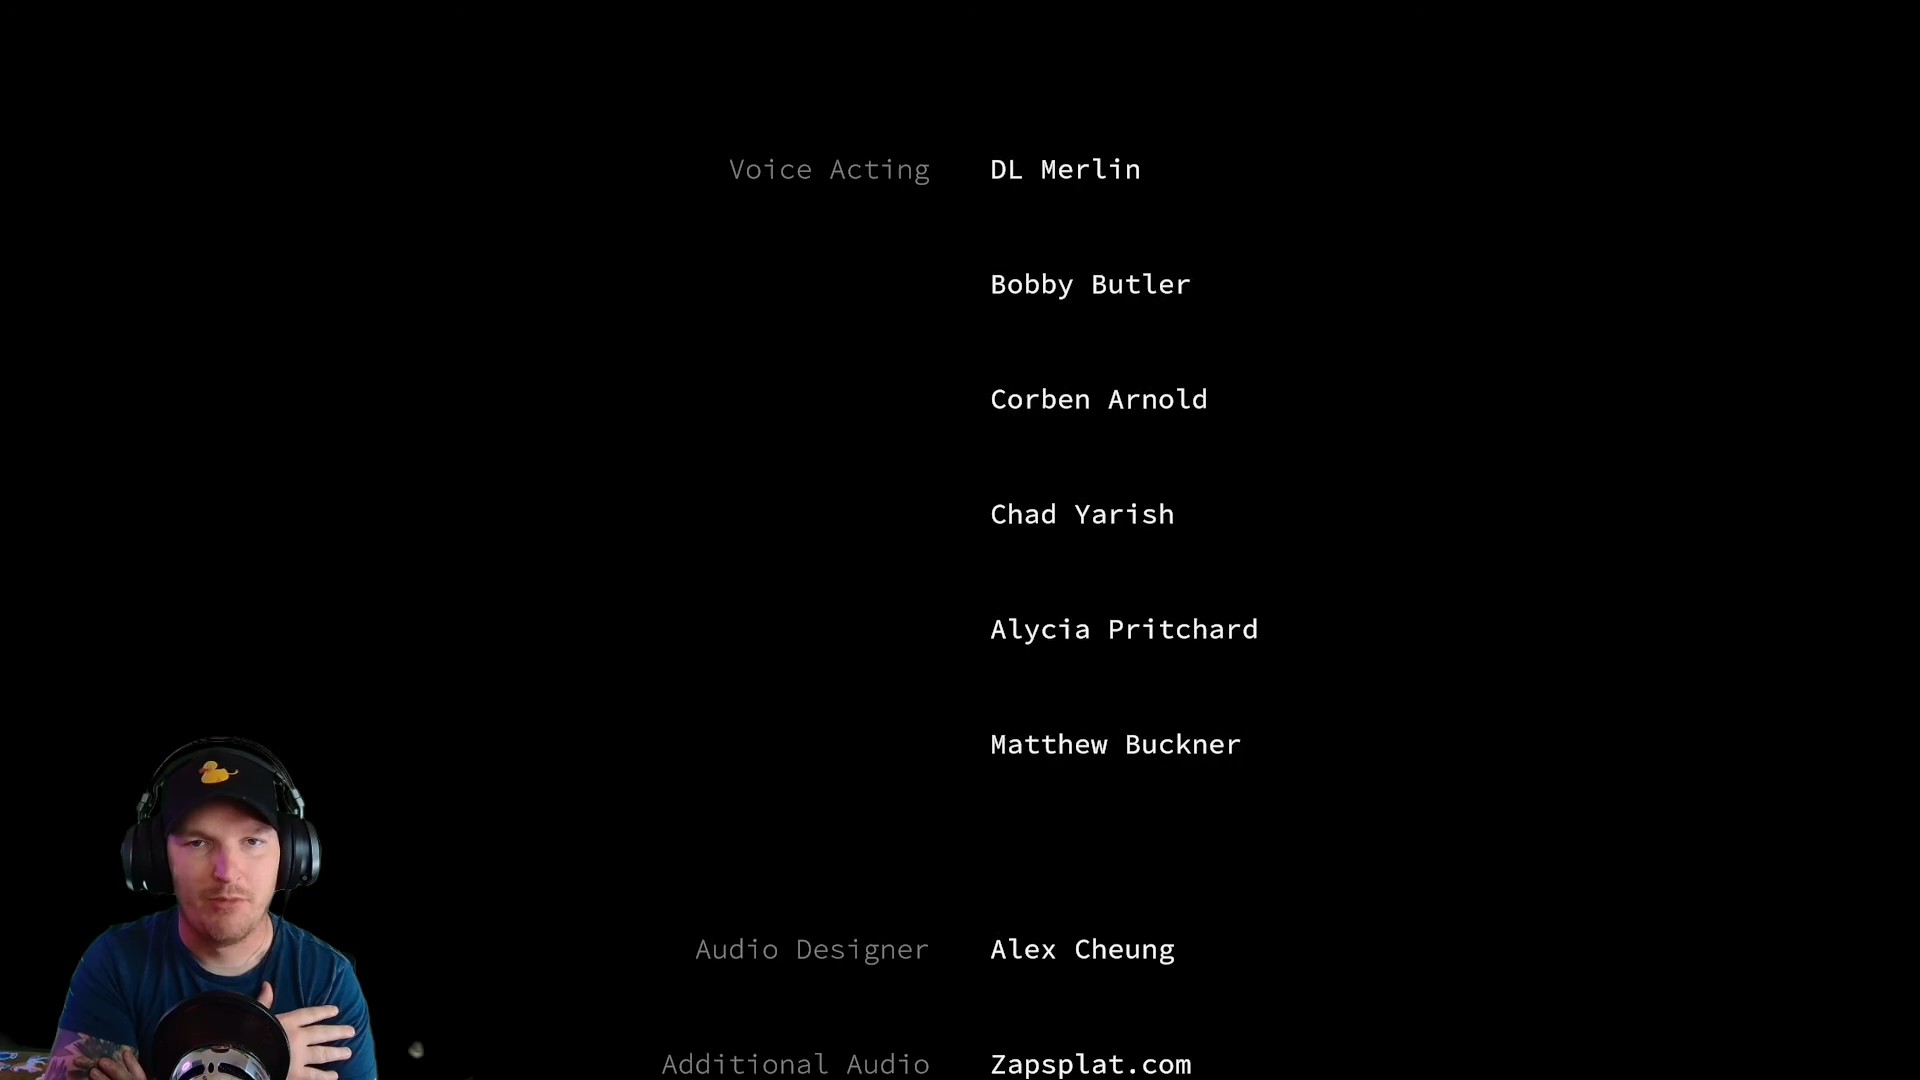 Voice Acting DL Merlin
Bobby Butler
Corben Arnold
Chad Yarish
Alycia Pritchard
Matthew Buckner
Audio Designer Alex Cheung
Additional Audio Zapsplat.com